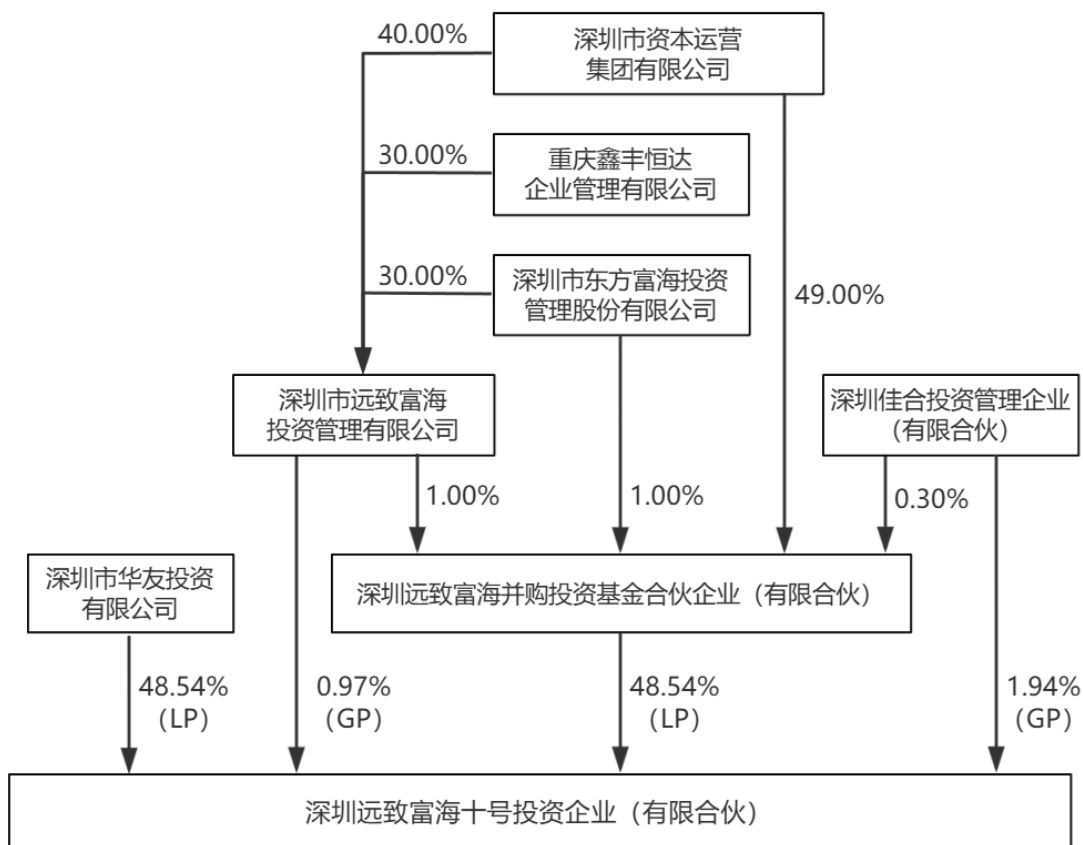 40.00%
深圳市资本运营
集团有限公司
30.00%
重庆鑫丰恒达
企业管理有限公司
30.00%
深圳市东方富海投资
管理股份有限公司
49.00%
深圳市远致富海
投资管理有限公司
深圳佳合投资管理企业
（有限合伙）
1.00%
1.00%
0.30%
深圳市华友投资
有限公司
深圳远致富海并购投资基金合伙企业（有限合伙）
48.54%
（LP）
0.97%
（GP）
48.54%
（LP）
1.94%
（GP）
深圳远致富海十号投资企业（有限合伙）